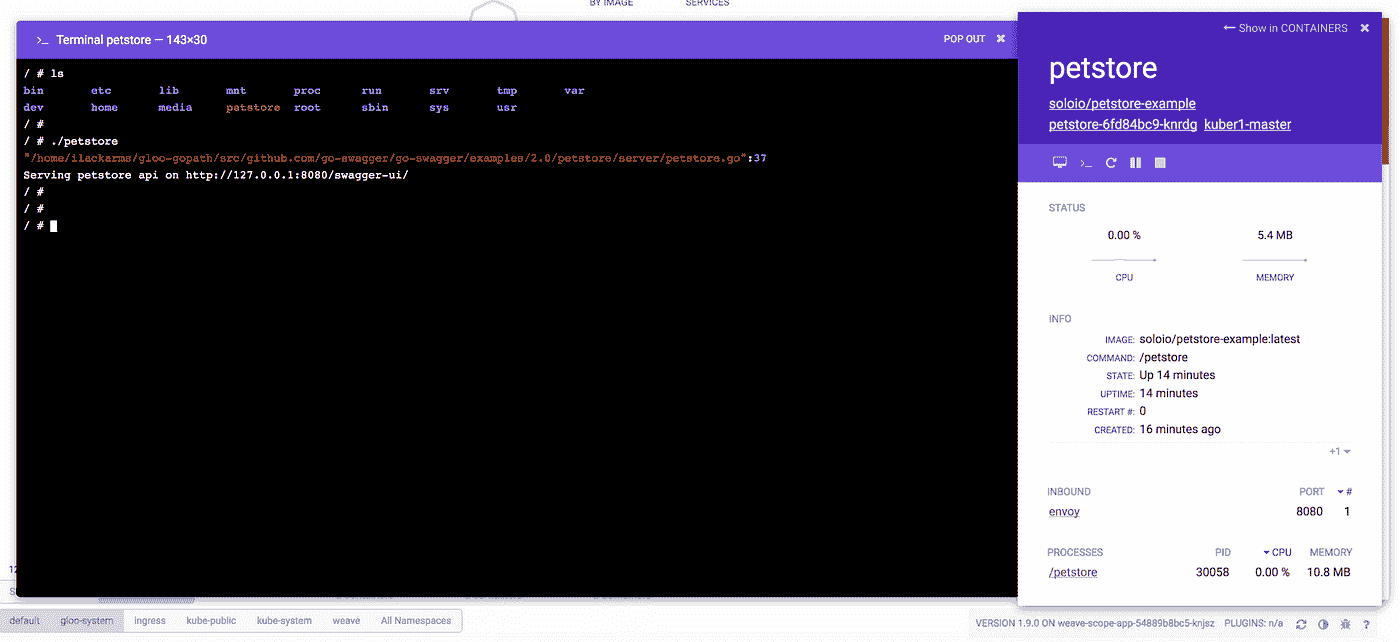 BY IMAGE SERVICES
>_ Terminal petstore — 143×30 POP OUT ✖
/ # ls
bin etc lib mnt proc run srv tmp var
dev home media petstore root sbin sys usr
/ #
/ # ./petstore
"/home/ilackarms/gloo-gopath/src/github.com/go-swagger/go-swagger/examples/2.0/petstore/server/petstore.go":37
Serving petstore api on http://127.0.0.1:8080/swagger-ui/
/ #
/ #
/ #
← Show in CONTAINERS ✖
petstore
soloio/petstore-example
petstore-6fd84bc9-knrdg kuber1-master
>_
STATUS
0.00 % 5.4 MB
CPU MEMORY
INFO
IMAGE: soloio/petstore-example:latest
COMMAND: /petstore
STATE: Up 14 minutes
UPTIME: 14 minutes
RESTART #: 0
CREATED: 16 minutes ago
+1
INBOUND PORT #
envoy 8080 1
PROCESSES PID CPU MEMORY
/petstore 30058 0.00 % 10.8 MB
default gloo-system ingress kube-public kube-system weave All Namespaces
VERSION 1.9.0 ON weave-scope-app-54889b8bc5-knjsz PLUGINS: n/a ?